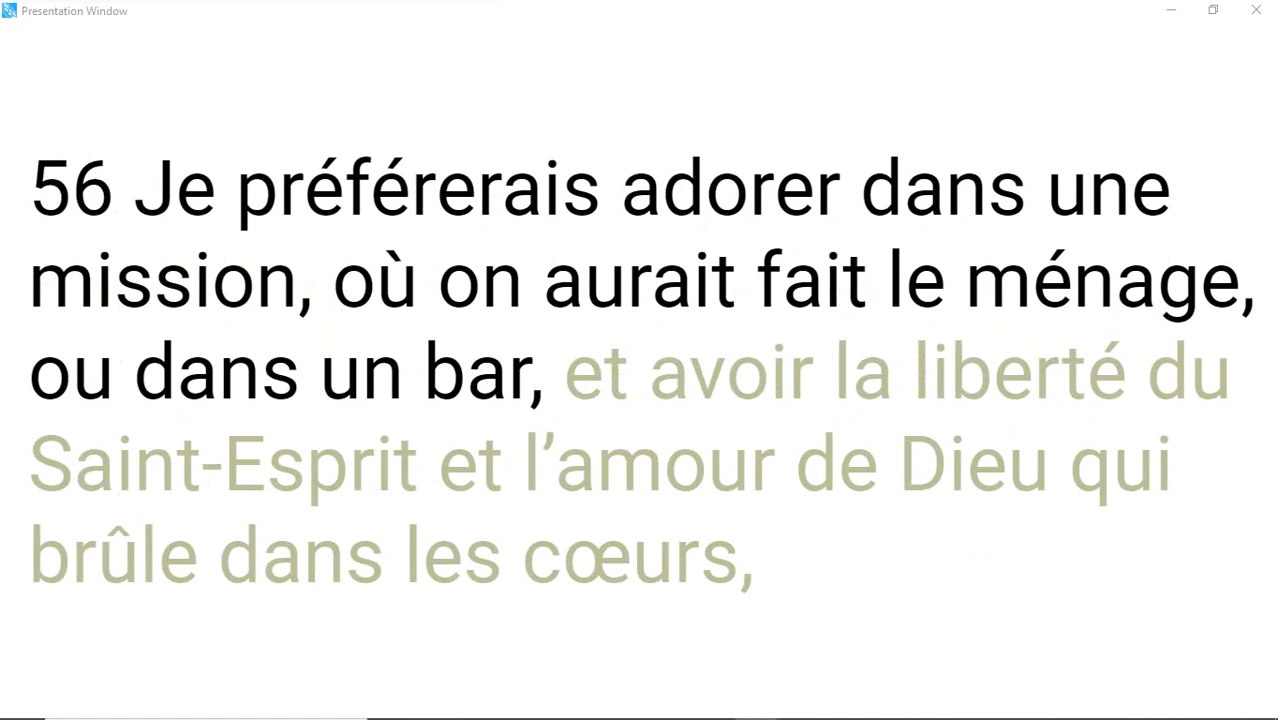 Presentation Window
56 Je préférerais adorer dans une
mission, où on aurait fait le ménage,
ou dans un bar, et avoir la liberté du
Saint-Esprit et l’amour de Dieu qui
brûle dans les cœurs,